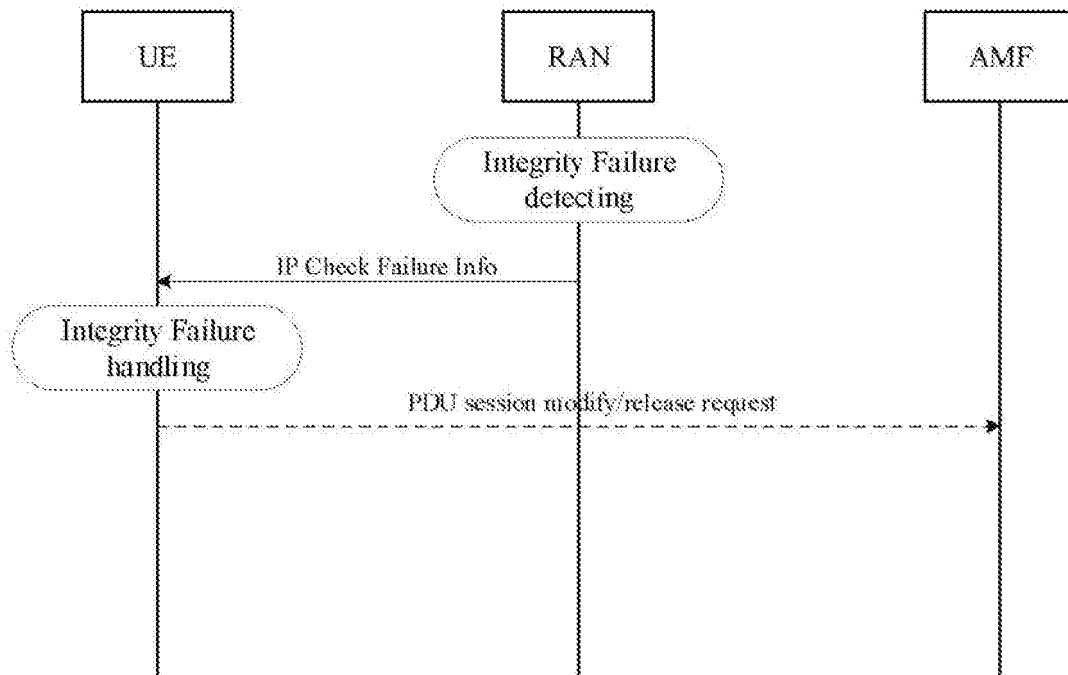 UE
RAN
AMF
Integrity Failure
detecting
IP Check Failure Info
Integrity Failure
handling
PDU session modify/release request